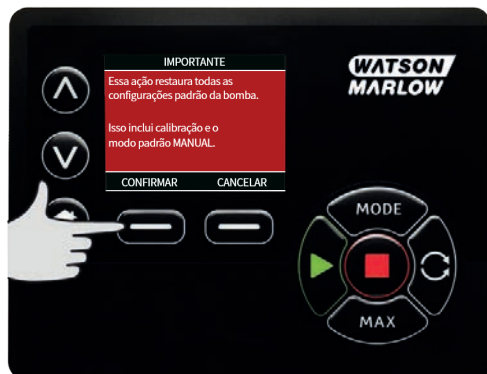 IMPORTANTE
Essa ação restaura todas as
configurações padrão da bomba.
Isso inclui calibração e o
modo padrão MANUAL.
CONFIRMAR CANCELAR
WATSON
MARLOW
MODE
MAX